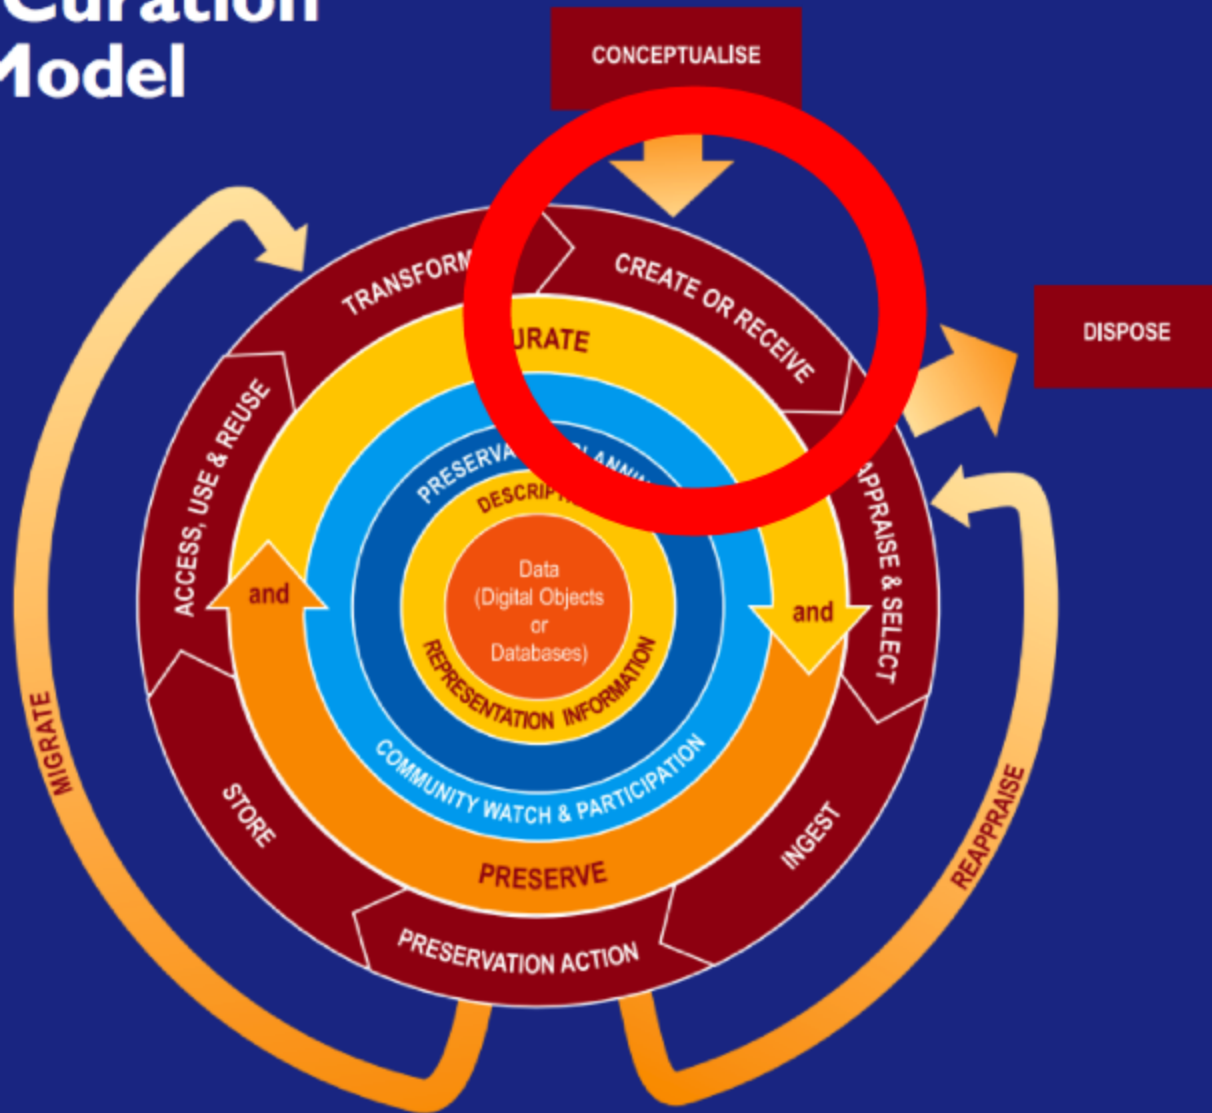 Curation
Model
CONCEPTUALISE
CREATE OR RECEIVE
DISPOSE
APPRAISE & SELECT
REAPPRAISE
INGEST
PRESERVATION ACTION
STORE
MIGRATE
ACCESS, USE & REUSE
TRANSFORM
URATE
and
PRESERVE
and
COMMUNITY WATCH & PARTICIPATION
REPRESENTATION INFORMATION
Data
(Digital Objects
or
Databases)